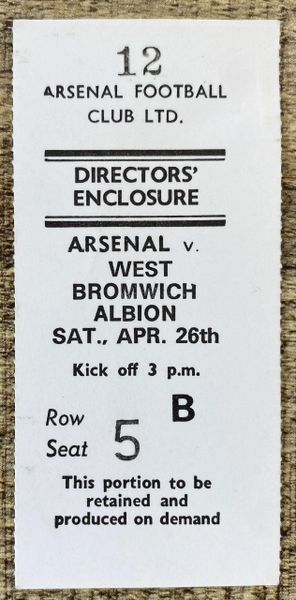 12
ARSENAL FOOTBALL
CLUB LTD.
DIRECTORS'
ENCLOSURE
ARSENAL v.
WEST
BROMWICH
ALBION
SAT., APR. 26th
Kick off 3 p.m.
Row B
Seat 5
This portion to be
retained and
produced on demand